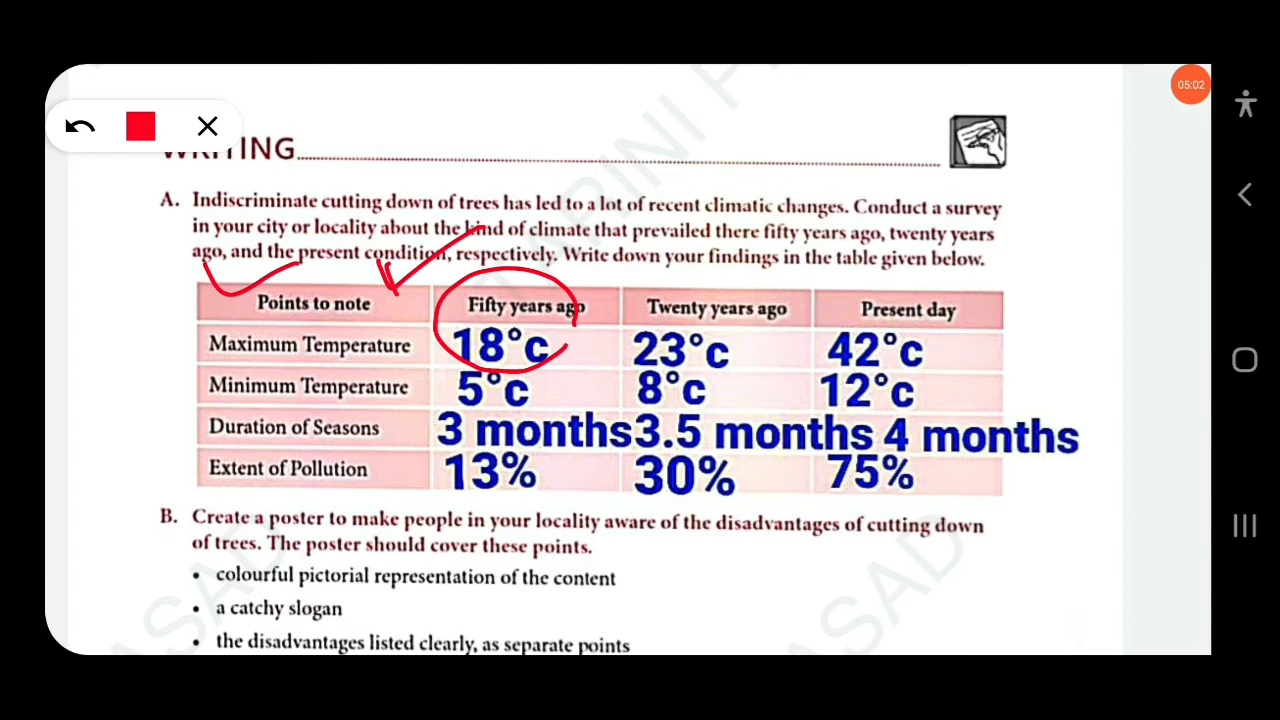 05:02
WRITING
A. Indiscriminate cutting down of trees has led to a lot of recent climatic changes. Conduct a survey
in your city or locality about the kind of climate that prevailed there fifty years ago, twenty years
ago, and the present condition, respectively. Write down your findings in the table given below.
Points to note Fifty years ago Twenty years ago Present day
Maximum Temperature 18°c 23°c 42°c
Minimum Temperature 5°c 8°c 12°c
Duration of Seasons 3 months 3.5 months 4 months
Extent of Pollution 13% 30% 75%
B. Create a poster to make people in your locality aware of the disadvantages of cutting down
of trees. The poster should cover these points.
• colourful pictorial representation of the content
• a catchy slogan
• the disadvantages listed clearly, as separate points